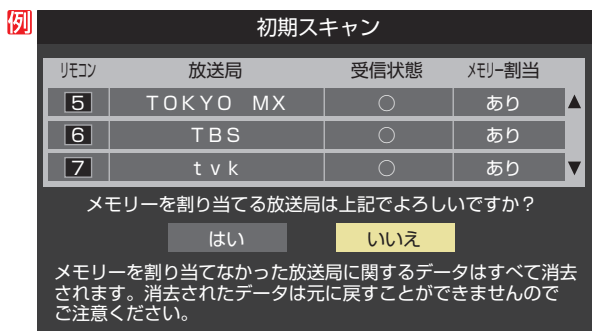 例
初期スキャン
リモコン 放送局 受信状態 メモリー割当
5 TOKYO MX ○ あり ▲
6 TBS ○ あり
7 tvk ○ あり ▼
メモリーを割り当てる放送局は上記でよろしいですか？
はい いいえ
メモリーを割り当てなかった放送局に関するデータはすべて消去
されます。消去されたデータは元に戻すことができませんので
ご注意ください。